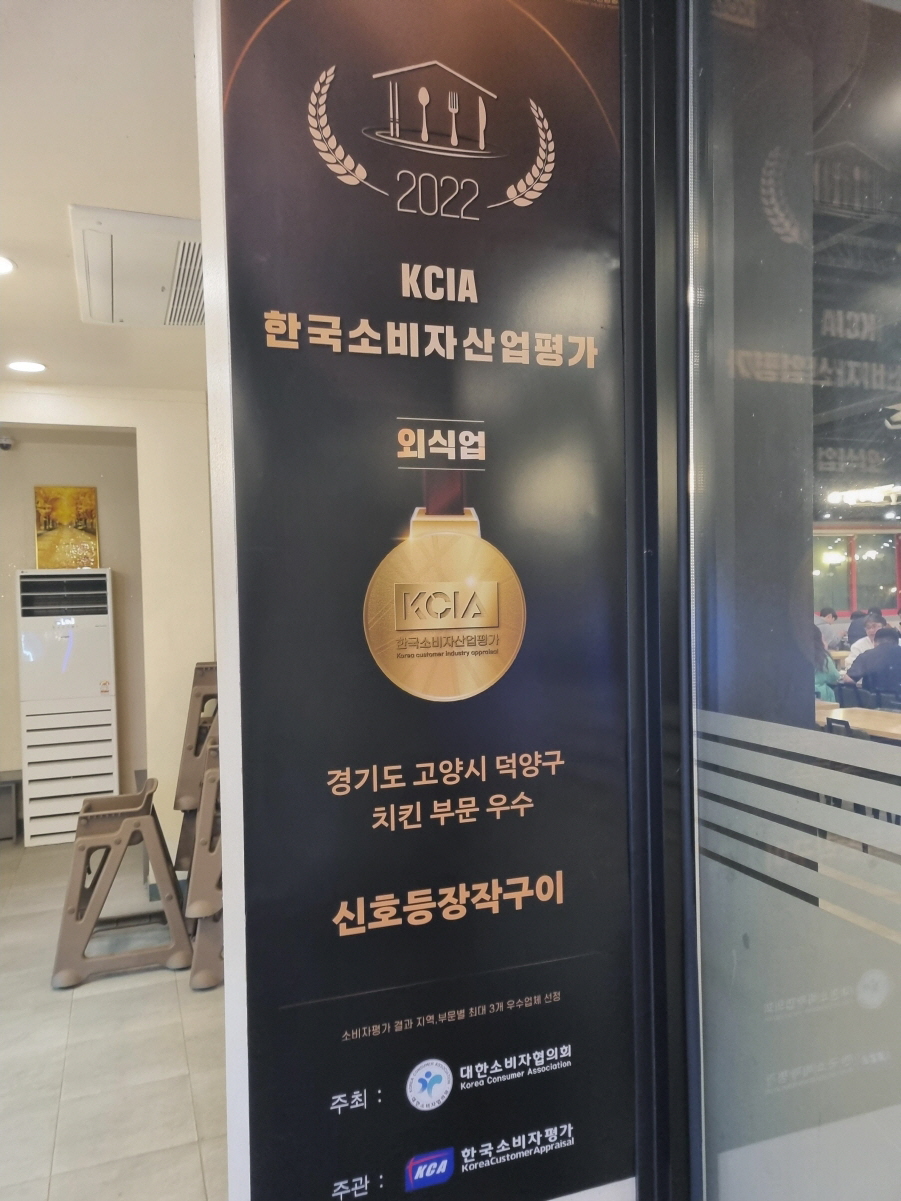 2022
KCIA
한국소비자산업평가
외식업
KCIA
한국소비자산업평가
Korea customer industry appraisal
경기도 고양시 덕양구
치킨 부문 우수
신호등장작구이
소비자평가 결과 지역,부문별 최대 3개 우수업체 선정
주최 :
대한소비자협의회
Korea Consumer Association
주관 :
KCA
한국소비자평가
KoreaCustomerAppraisal